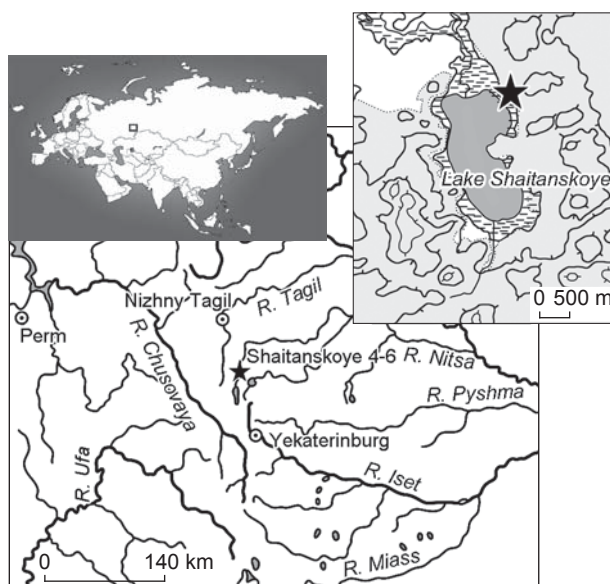 Lake Shaitanskoye
0 500 m
Nizhny Tagil
R. Tagil
Perm
R. Chusovaya
Shaitanskoye 4-6
R. Nitsa
R. Pyshma
Yekaterinburg
R. Ufa
R. Iset
0 140 km
R. Miass